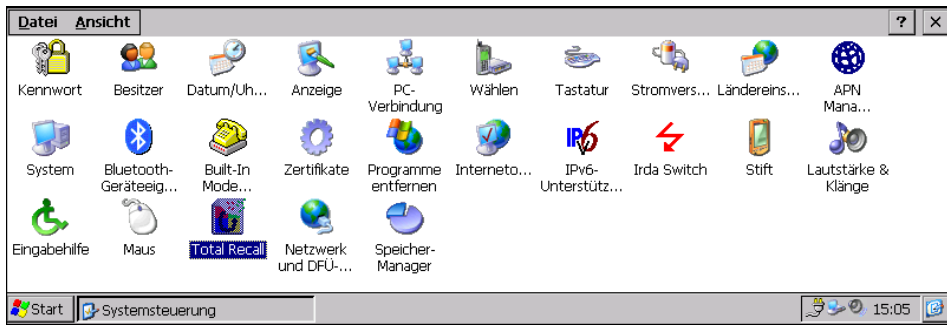 Datei Ansicht ? ×
Kennwort Besitzer Datum/Uh... Anzeige PC-Verbindung Wählen Tastatur Stromvers... Ländereins... APN Mana...
System Bluetooth-Geräteeig... Built-In Mode... Zertifikate Programme entfernen Interneto... IPv6-Unterstütz... Irda Switch Stift Lautstärke & Klänge
IPv6
Eingabehilfe Maus Total Recall Netzwerk und DFÜ-... Speicher-Manager
Start Systemsteuerung 15:05